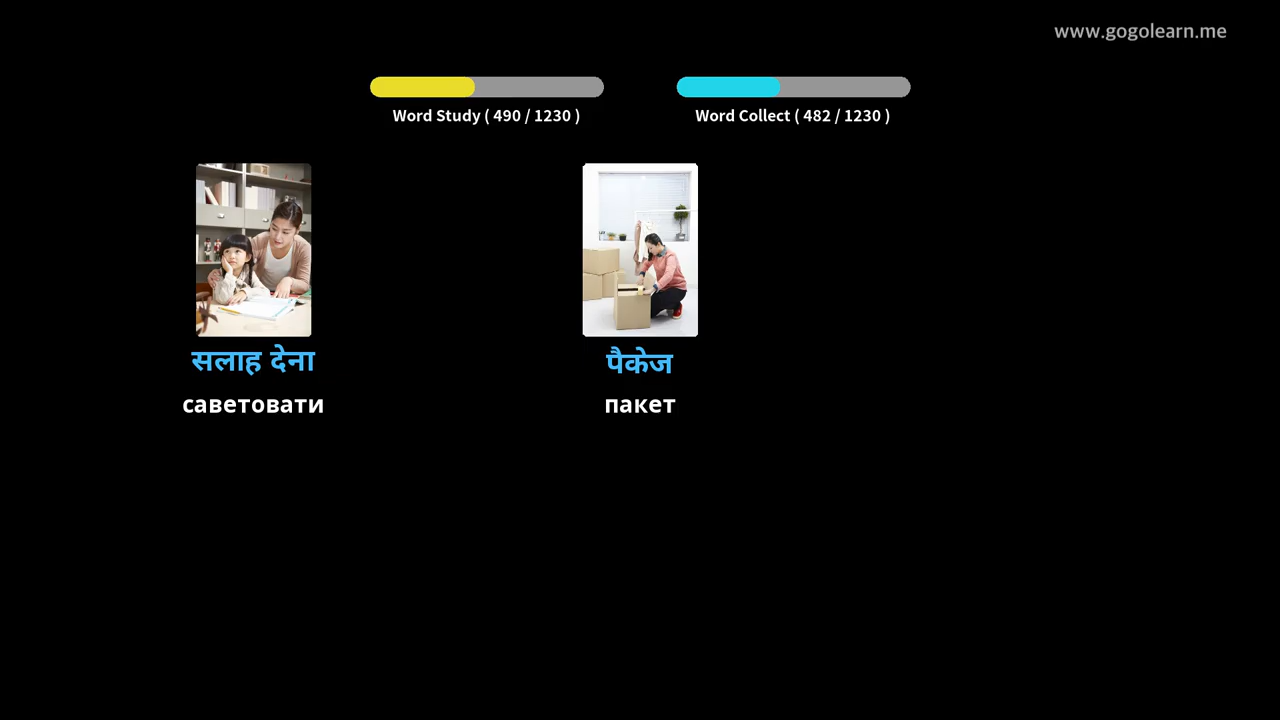 www.gogolearn.me
Word Study ( 490 / 1230 )
Word Collect ( 482 / 1230 )
सलाह देना
саветовати
पैकेज
пакет